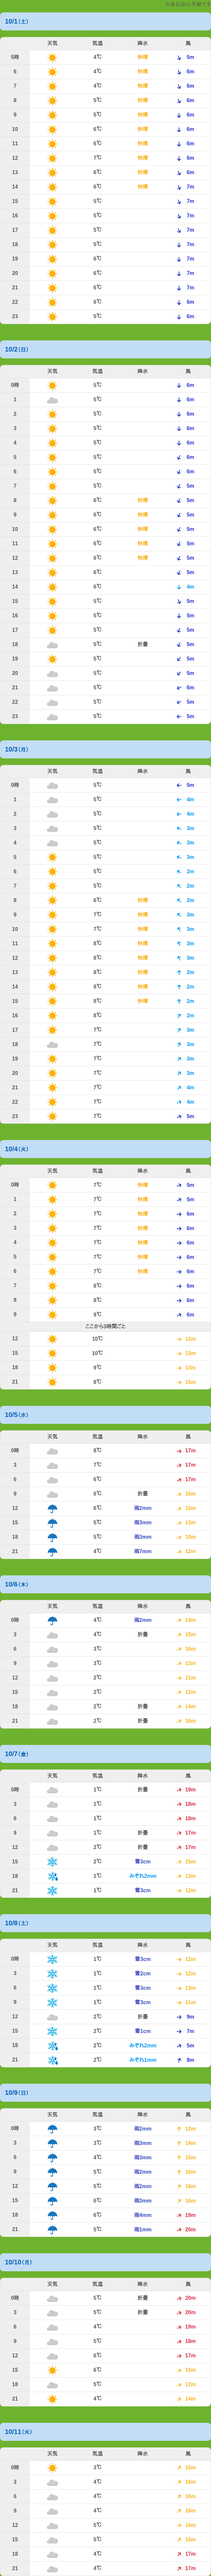 ※金石森の予報です
10/1(土)
天気 気温 降水 風
5時 4℃ 快晴 5m
6 4℃ 快晴 6m
7 4℃ 快晴 6m
8 5℃ 快晴 6m
9 5℃ 快晴 6m
10 6℃ 快晴 6m
11 6℃ 快晴 6m
12 7℃ 快晴 6m
13 6℃ 快晴 6m
14 6℃ 快晴 7m
15 5℃ 7m
16 5℃ 7m
17 5℃ 7m
18 5℃ 7m
19 6℃ 7m
20 6℃ 7m
21 6℃ 7m
22 6℃ 6m
23 5℃ 6m
10/2(日)
天気 気温 降水 風
0時 5℃ 6m
1 5℃ 6m
2 5℃ 6m
3 5℃ 6m
4 5℃ 6m
5 5℃ 6m
6 5℃ 6m
7 5℃ 5m
8 6℃ 快晴 5m
9 6℃ 快晴 5m
10 6℃ 快晴 5m
11 6℃ 快晴 5m
12 6℃ 快晴 5m
13 6℃ 5m
14 6℃ 4m
15 5℃ 5m
16 5℃ 5m
17 5℃ 5m
18 5℃ 折畳 5m
19 5℃ 5m
20 5℃ 5m
21 5℃ 6m
22 5℃ 5m
23 5℃ 5m
10/3(月)
天気 気温 降水 風
0時 5℃ 5m
1 5℃ 4m
2 5℃ 4m
3 5℃ 3m
4 5℃ 3m
5 5℃ 3m
6 5℃ 2m
7 5℃ 2m
8 6℃ 快晴 2m
9 7℃ 快晴 3m
10 7℃ 快晴 3m
11 8℃ 快晴 3m
12 8℃ 快晴 3m
13 8℃ 快晴 2m
14 8℃ 快晴 2m
15 8℃ 快晴 2m
16 8℃ 2m
17 7℃ 3m
18 7℃ 3m
19 7℃ 3m
20 7℃ 3m
21 7℃ 4m
22 7℃ 4m
23 7℃ 5m
10/4(火)
天気 気温 降水 風
0時 7℃ 快晴 5m
1 7℃ 快晴 5m
2 7℃ 快晴 6m
3 7℃ 快晴 6m
4 7℃ 快晴 6m
5 7℃ 快晴 6m
6 7℃ 快晴 6m
7 8℃ 6m
8 8℃ 6m
9 9℃ 6m
ここから3時間ごと
12 10℃ 12m
15 10℃ 13m
18 9℃ 13m
21 8℃ 15m
10/5(水)
天気 気温 降水 風
0時 8℃ 17m
3 7℃ 17m
6 6℃ 17m
9 6℃ 折畳 16m
12 6℃ 雨2mm 15m
15 5℃ 雨3mm 13m
18 5℃ 雨3mm 10m
21 4℃ 雨7mm 12m
10/6(木)
天気 気温 降水 風
0時 4℃ 雨2mm 14m
3 4℃ 折畳 15m
6 3℃ 16m
9 3℃ 13m
12 2℃ 11m
15 2℃ 12m
18 2℃ 折畳 14m
21 2℃ 折畳 16m
10/7(金)
天気 気温 降水 風
0時 1℃ 折畳 19m
3 1℃ 18m
6 1℃ 18m
9 1℃ 折畳 17m
12 2℃ 折畳 17m
15 2℃ 雪3cm 15m
18 1℃ みぞれ2mm 13m
21 1℃ 雪3cm 12m
10/8(土)
天気 気温 降水 風
0時 1℃ 雪3cm 12m
3 1℃ 雪2cm 12m
6 1℃ 雪3cm 13m
9 1℃ 雪3cm 11m
12 2℃ 折畳 9m
15 2℃ 雪1cm 7m
18 2℃ みぞれ2mm 5m
21 2℃ みぞれ1mm 8m
10/9(日)
天気 気温 降水 風
0時 3℃ 雨2mm 12m
3 3℃ 雨3mm 14m
6 4℃ 雨3mm 15m
9 5℃ 雨2mm 16m
12 5℃ 雨2mm 16m
15 6℃ 雨3mm 16m
18 6℃ 雨4mm 19m
21 5℃ 雨1mm 20m
10/10(月)
天気 気温 降水 風
0時 5℃ 折畳 20m
3 5℃ 折畳 20m
6 4℃ 19m
9 5℃ 18m
12 6℃ 17m
15 6℃ 15m
18 5℃ 12m
21 4℃ 14m
10/11(火)
天気 気温 降水 風
0時 3℃ 15m
3 4℃ 16m
6 4℃ 16m
9 4℃ 16m
12 5℃ 16m
15 5℃ 16m
18 4℃ 17m
21 4℃ 17m